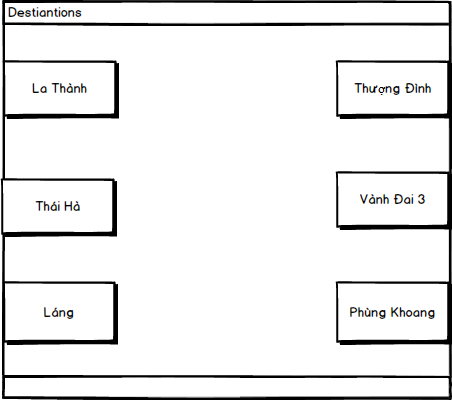 Destiantions
La Thành
Thượng Đình
Thái Hà
Vành Đai 3
Láng
Phùng Khoang